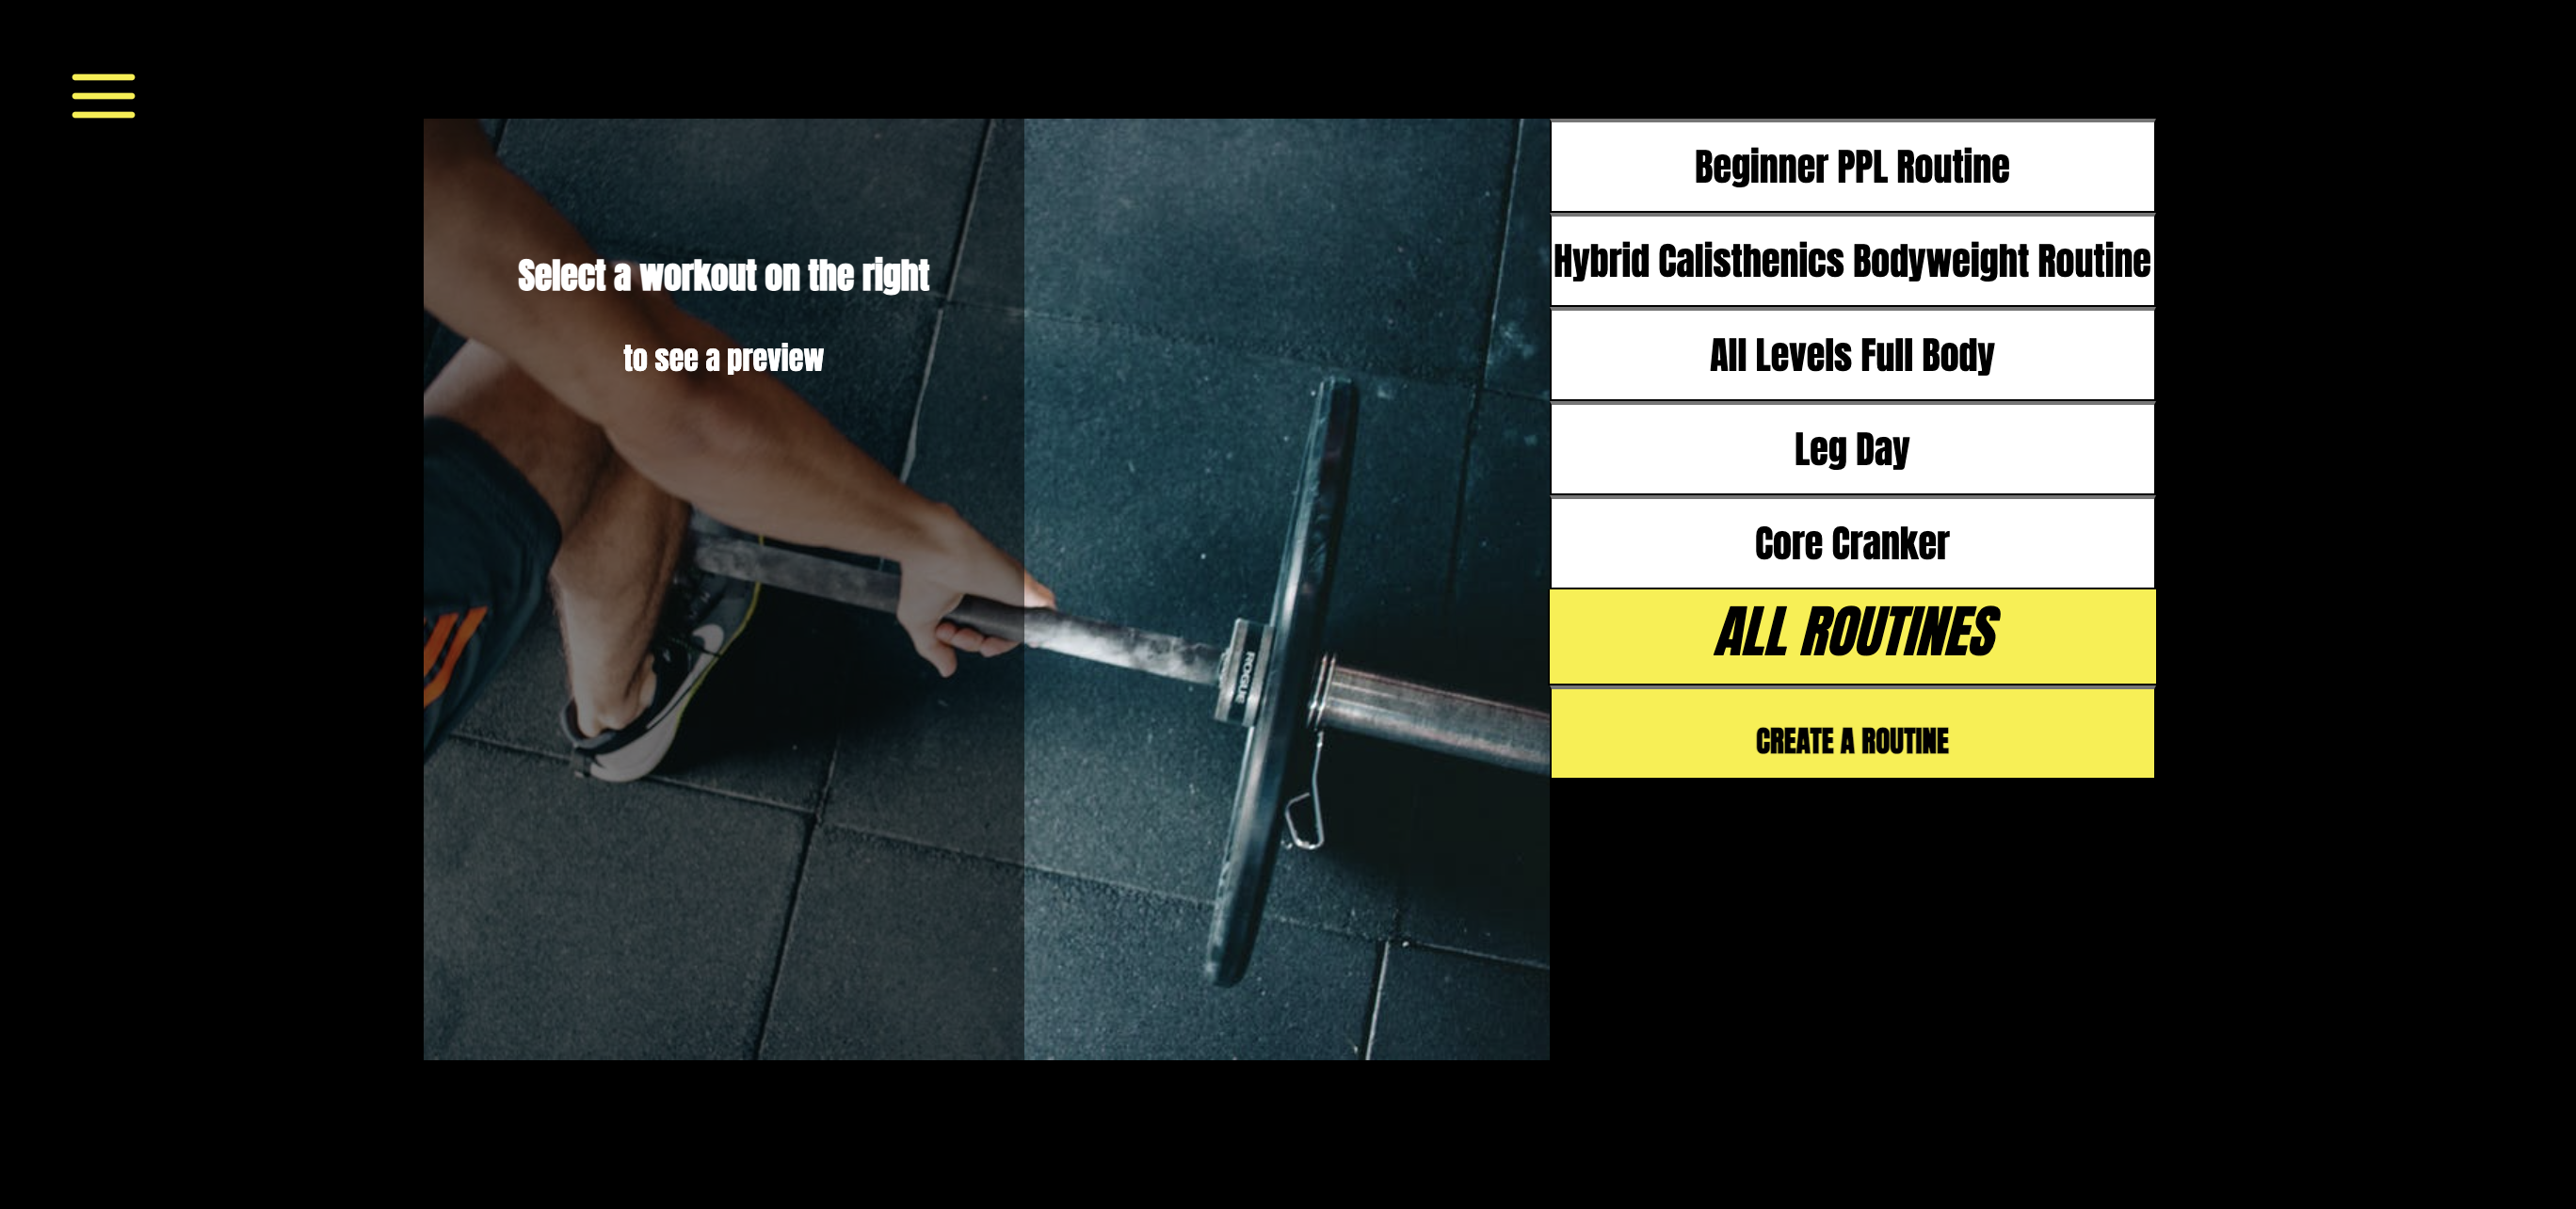 Select a workout on the right
to see a preview
ROGUE
Beginner PPL Routine
Hybrid Calisthenics Bodyweight Routine
All Levels Full Body
Leg Day
Core Cranker
ALL ROUTINES
CREATE A ROUTINE